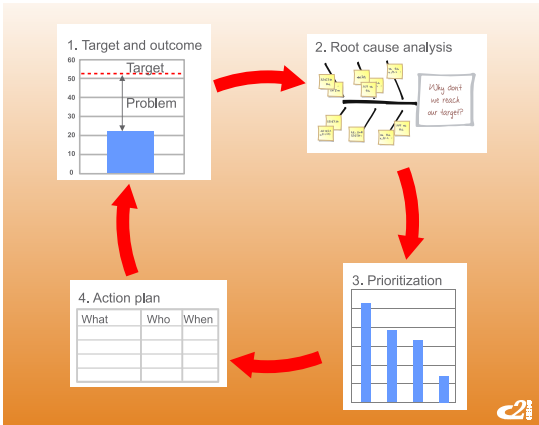 1. Target and outcome
60
50
40
30
20
10
0
Target
Problem
2. Root cause analysis
Why don't
we reach
our target?
3. Prioritization
4. Action plan
What Who When
c2